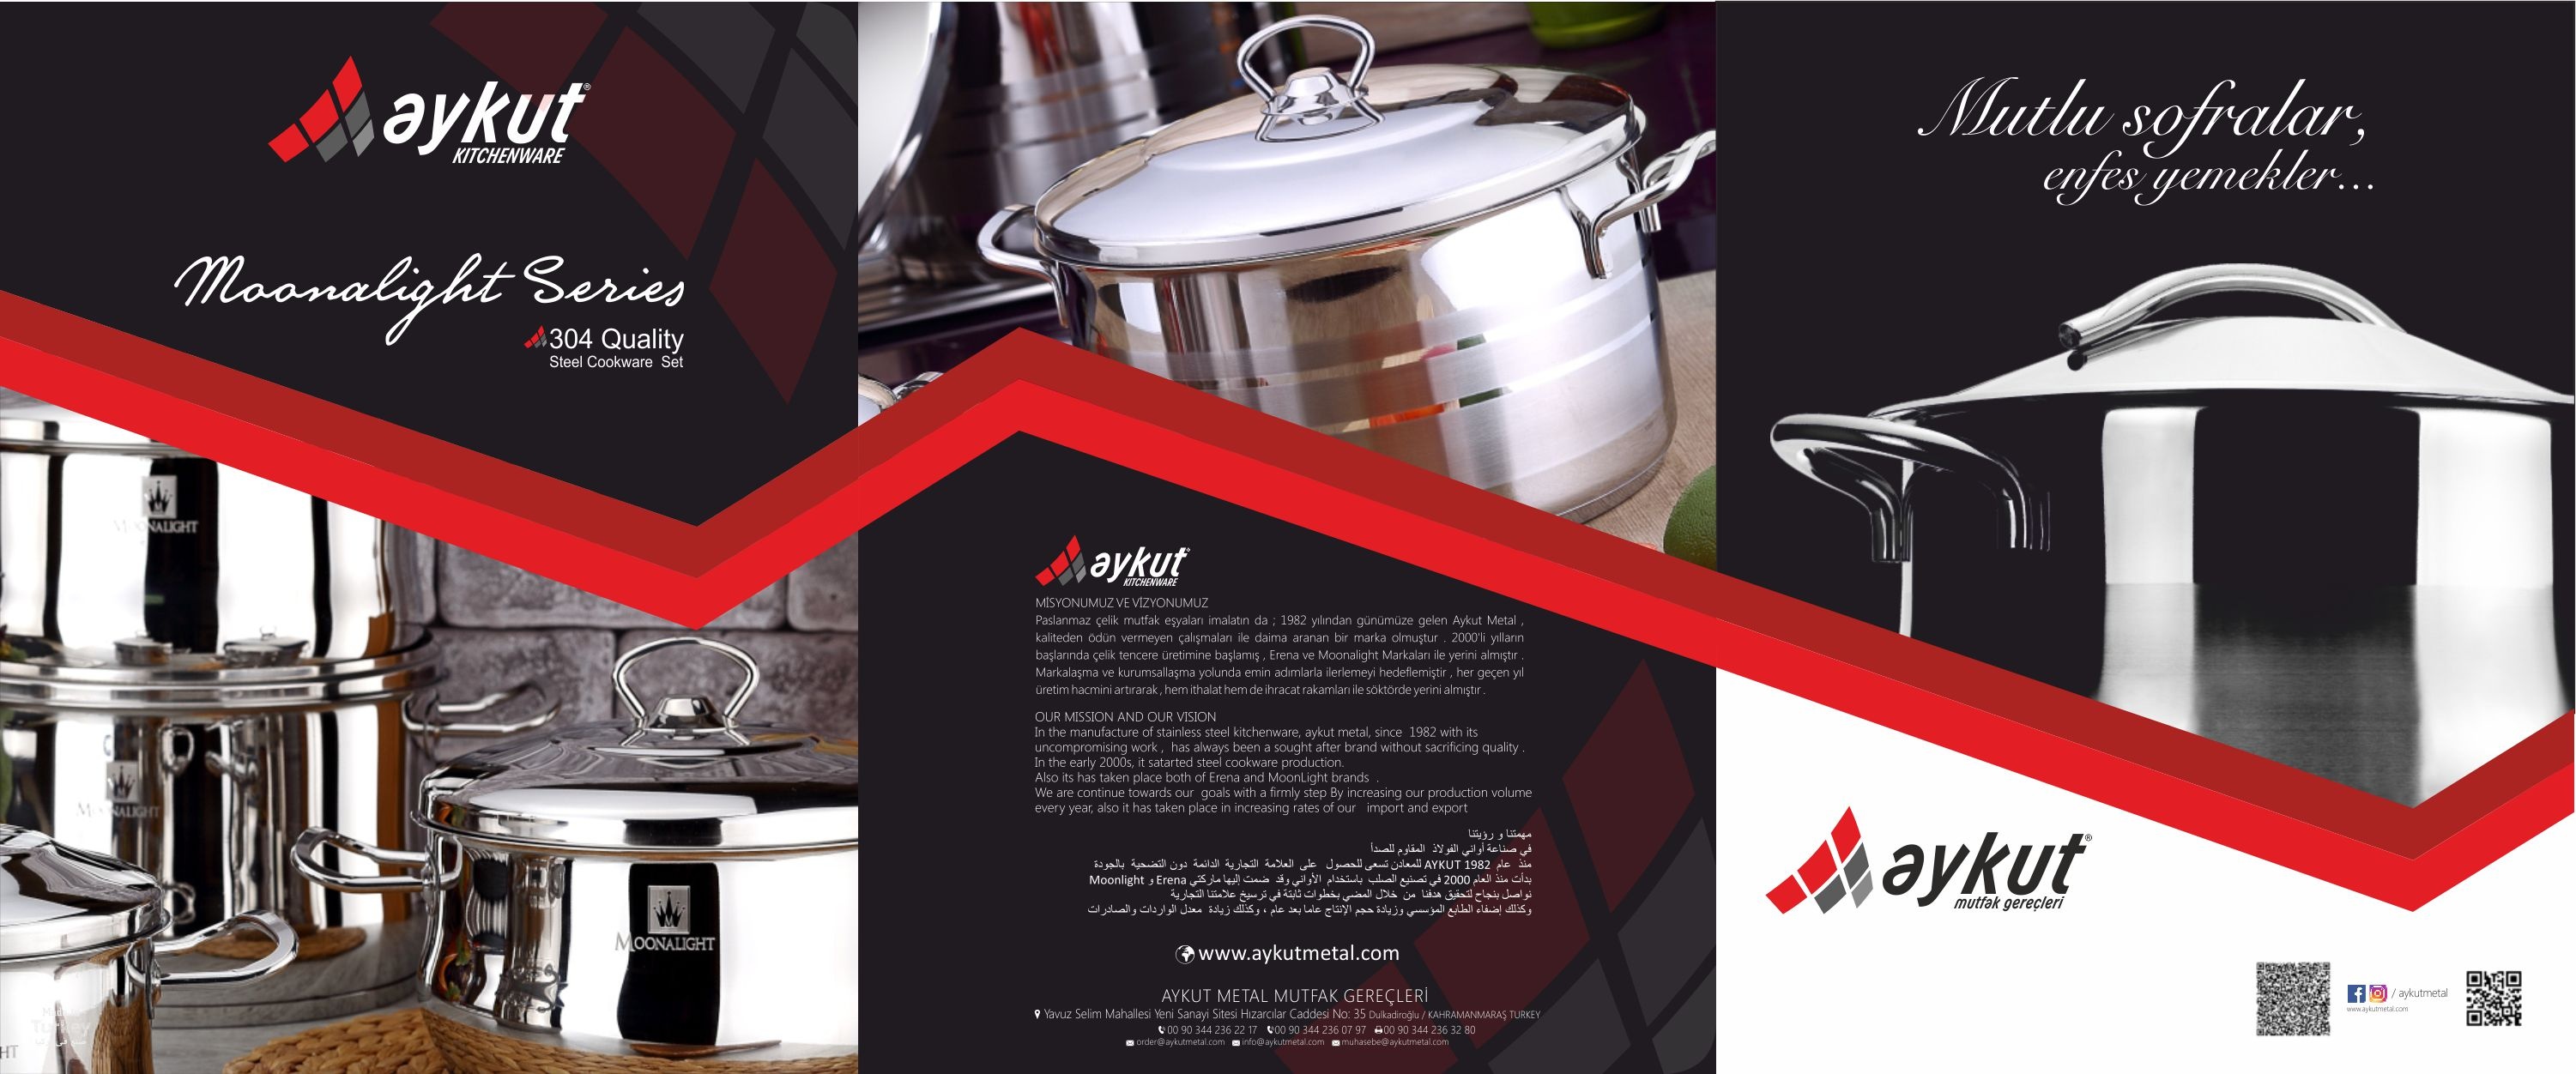 aykut®
KITCHENWARE
Moonalight Series
304 Quality
Steel Cookware Set
MOONALIGHT
MOONALIGHT
MOONALIGHT
Turkey
HT
aykut®
KITCHENWARE
MİSYONUMUZ VE VİZYONUMUZ
Paslanmaz çelik mutfak eşyaları imalatın da ; 1982 yılından günümüze gelen Aykut Metal ,
kaliteden ödün vermeyen çalışmaları ile daima aranan bir marka olmuştur . 2000'li yılların
başlarında çelik tencere üretimine başlamış , Erena ve Moonalight Markaları ile yerini almıştır .
Markalaşma ve kurumsallaşma yolunda emin adımlarla ilerlemeyi hedeflemiştir , her geçen yıl
üretim hacmini artırarak , hem ithalat hem de ihracat rakamları ile söktörde yerini almıştır .
OUR MISSION AND OUR VISION
In the manufacture of stainless steel kitchenware, aykut metal, since 1982 with its
uncompromising work , has always been a sought after brand without sacrificing quality .
In the early 2000s, it satarted steel cookware production.
Also its has taken place both of Erena and MoonLight brands .
We are continue towards our goals with a firmly step By increasing our production volume
every year, also it has taken place in increasing rates of our import and export
مهمتنا و رؤيتنا
في صناعة أواني الفولاذ المقاوم للصدأ
منذ عام 1982 AYKUT للمعادن تسعى للحصول على العلامة التجارية الدائمة دون التضحية بالجودة
بدأت منذ العام 2000 في تصنيع الصلب باستخدام الأواني وقد ضمت إليها ماركتي Erena و Moonlight
نواصل بنجاح لتحقيق هدفنا من خلال المضي بخطوات ثابتة في ترسيخ علامتنا التجارية
وكذلك إضفاء الطابع المؤسسي وزيادة حجم الإنتاج عاما بعد عام ، وكذلك زيادة معدل الواردات والصادرات
www.aykutmetal.com
AYKUT METAL MUTFAK GEREÇLERİ
Yavuz Selim Mahallesi Yeni Sanayi Sitesi Hızarcılar Caddesi No: 35 Dulkadiroğlu / KAHRAMANMARAŞ TURKEY
00 90 344 236 22 17 00 90 344 236 07 97 00 90 344 236 32 80
order@aykutmetal.com info@aykutmetal.com muhasebe@aykutmetal.com
Mutlu sofralar,
enfes yemekler...
aykut®
mutfak gereçleri
/ aykutmetal
www.aykutmetal.com